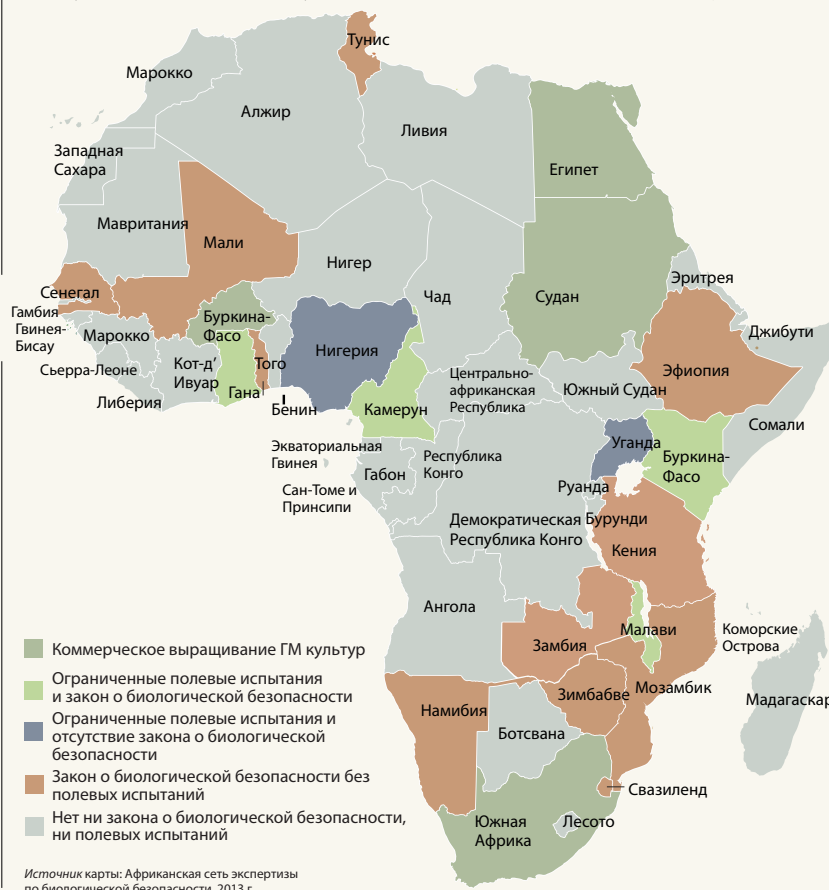 Тунис
Марокко
Алжир
Ливия
Западная
Сахара
Египет
Мавритания
Мали
Нигер
Чад
Судан
Эритрея
Сенегал
Гамбия
Гвинея-
Бисау
Буркина-
Фасо
Марокко
Джибути
Нигерия
Кот-д'
Ивуар
Того
Эфиопия
Сьерра-Леоне
Центрально-
африканская
Республика
Южный Судан
Гана
Либерия
Бенин
Камерун
Сомали
Уганда
Буркина-
Фасо
Экваториальная
Гвинея
Республика
Конго
Габон
Руанда
Сан-Томе и
Принсипи
Демократическая
Республика Конго
Бурунди
Кения
Ангола
Малави
Коморские
Острова
Замбия
Мозамбик
Зимбабве
Мадагаскар
Намибия
Ботсвана
Свазиленд
Южная
Африка
Лесото
Коммерческое выращивание ГМ культур
Ограниченные полевые испытания
и закон о биологической безопасности
Ограниченные полевые испытания и
отсутствие закона о биологической
безопасности
Закон о биологической безопасности без
полевых испытаний
Нет ни закона о биологической безопасности,
ни полевых испытаний
Источник карты: Африканская сеть экспертизы
по биологической безопасности, 2013 г.